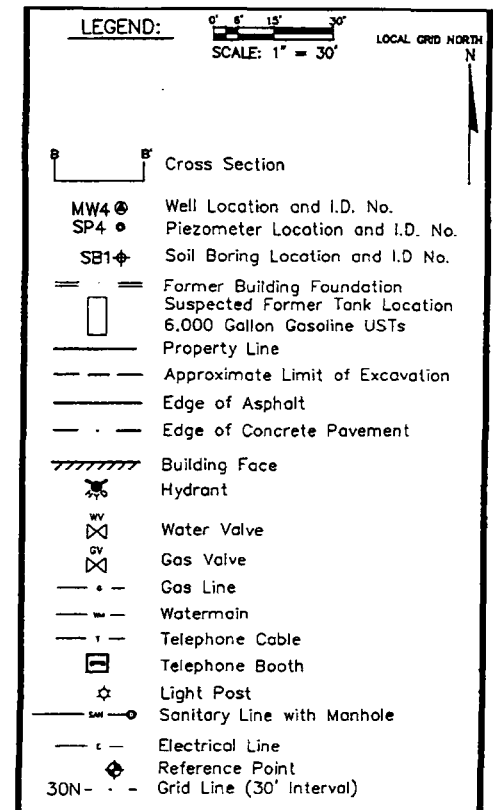 LEGEND:
0' 6' 15' 30'
SCALE: 1" = 30'
LOCAL GRID NORTH
N
B B' Cross Section
MW4 Well Location and I.D. No.
SP4 Piezometer Location and I.D. No.
SB1 Soil Boring Location and I.D No.
Former Building Foundation
Suspected Former Tank Location
6,000 Gallon Gasoline USTs
Property Line
Approximate Limit of Excavation
Edge of Asphalt
Edge of Concrete Pavement
Building Face
Hydrant
WV
Water Valve
GV
Gas Valve
G Gas Line
WM Watermain
T Telephone Cable
Telephone Booth
Light Post
SAN Sanitary Line with Manhole
E Electrical Line
Reference Point
30N- · - Grid Line (30' Interval)